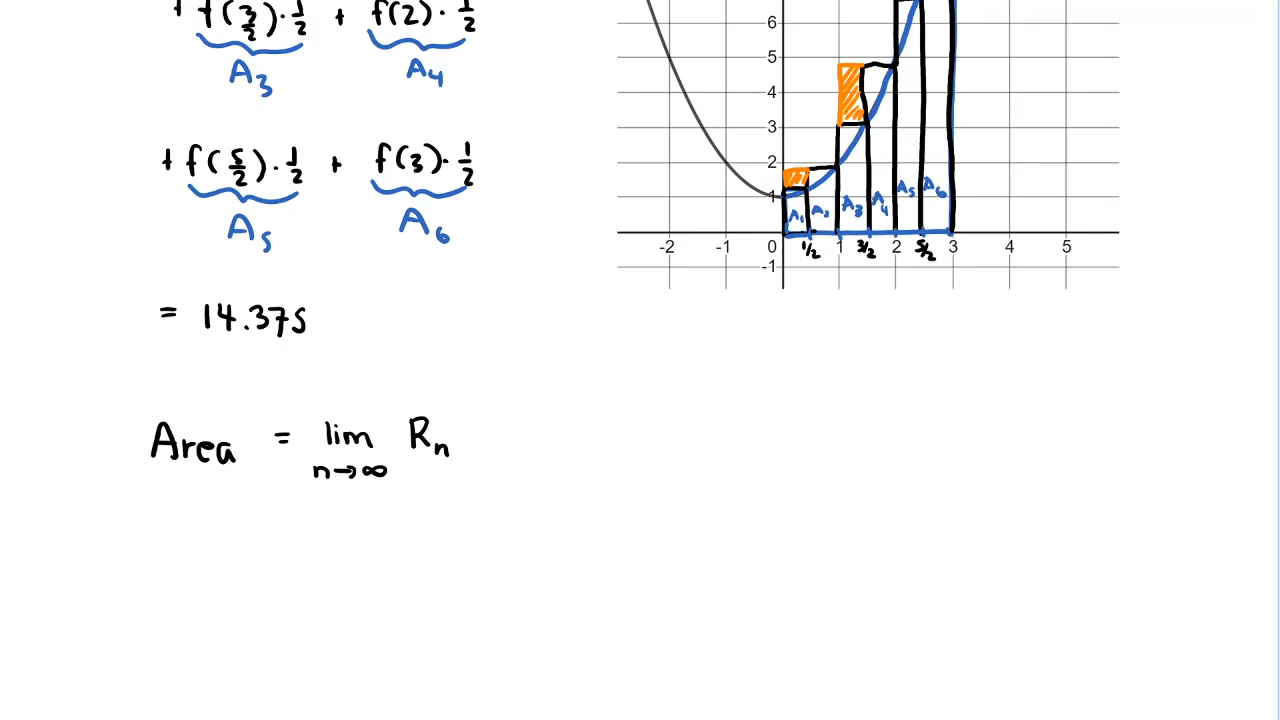 + f(3/2)·1/2 + f(2)·1/2
A3 A4
+ f(5/2)·1/2 + f(3)·1/2
A5 A6
= 14.375
Area = lim Rn
n→∞
6
5
4
3
2
1
A1 A2 A3 A4 A5 A6
-2 -1 0 1 2 3 4 5
1/2 3/2 5/2
-1